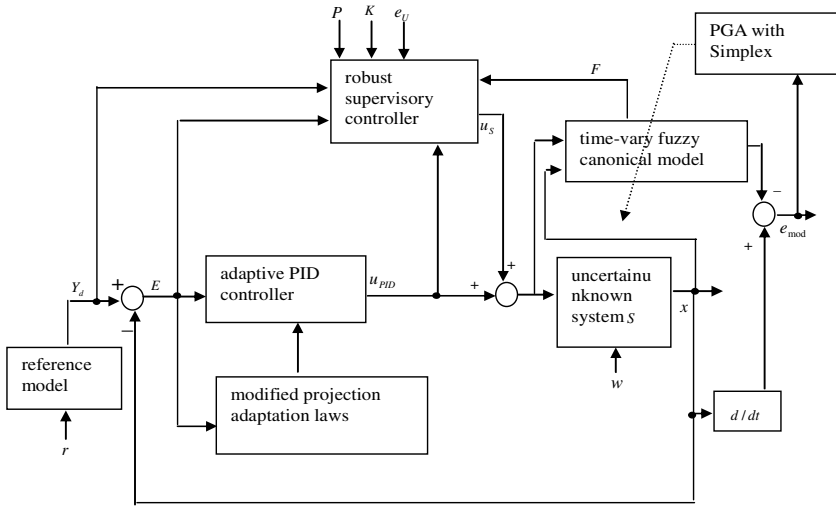 P K e_U
PGA with
Simplex
robust
supervisory
controller
F
u_S
time-vary fuzzy
canonical model
−
e_mod
+
Y_d
+
E
−
adaptive PID
controller
u_PID
+
+
uncertainu
nknown
system S
x
w
reference
model
r
modified projection
adaptation laws
d / dt